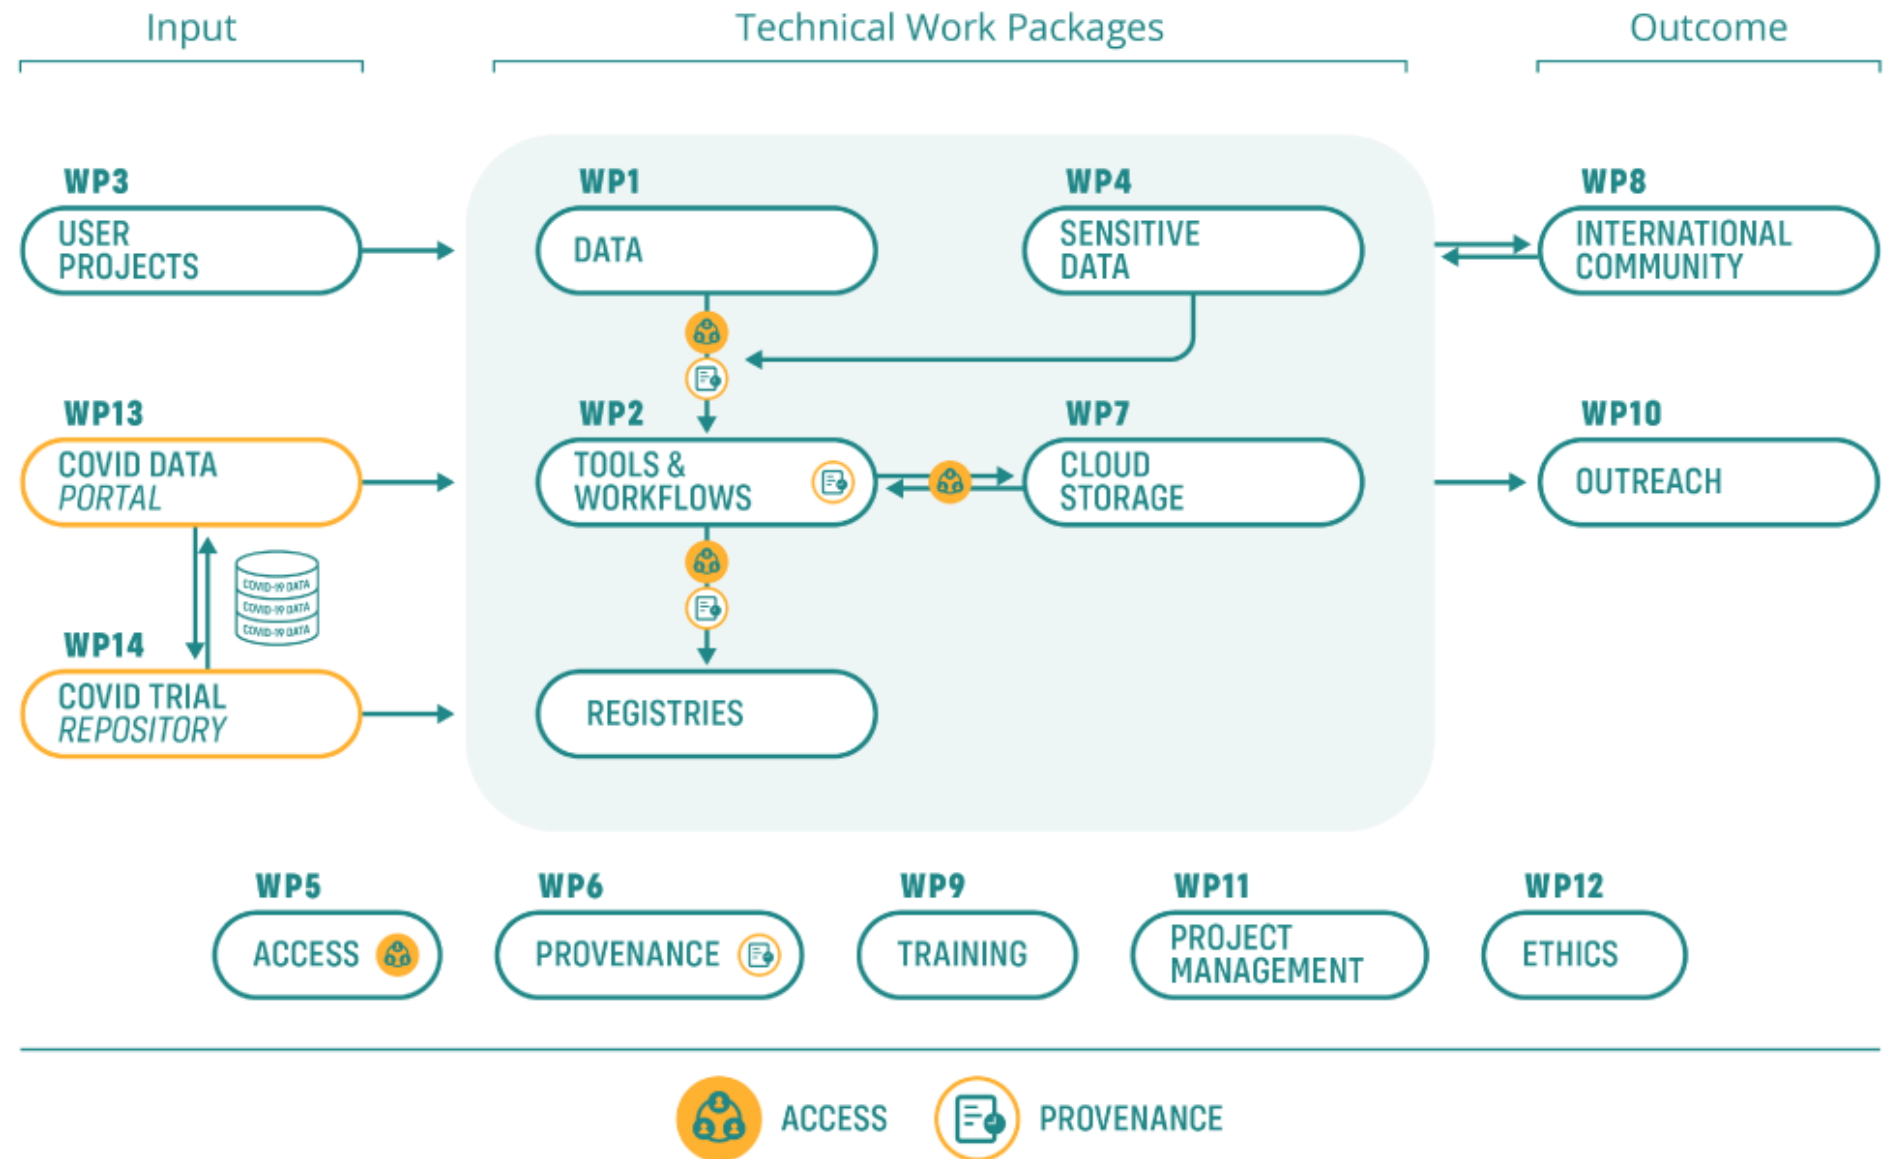 Input
Technical Work Packages
Outcome
WP3
USER
PROJECTS
WP1
DATA
WP4
SENSITIVE
DATA
WP8
INTERNATIONAL
COMMUNITY
WP13
COVID DATA
PORTAL
WP2
TOOLS &
WORKFLOWS
WP7
CLOUD
STORAGE
WP10
OUTREACH
COVID-19 DATA
COVID-19 DATA
COVID-19 DATA
WP14
COVID TRIAL
REPOSITORY
REGISTRIES
WP5
ACCESS
WP6
PROVENANCE
WP9
TRAINING
WP11
PROJECT
MANAGEMENT
WP12
ETHICS
ACCESS
PROVENANCE